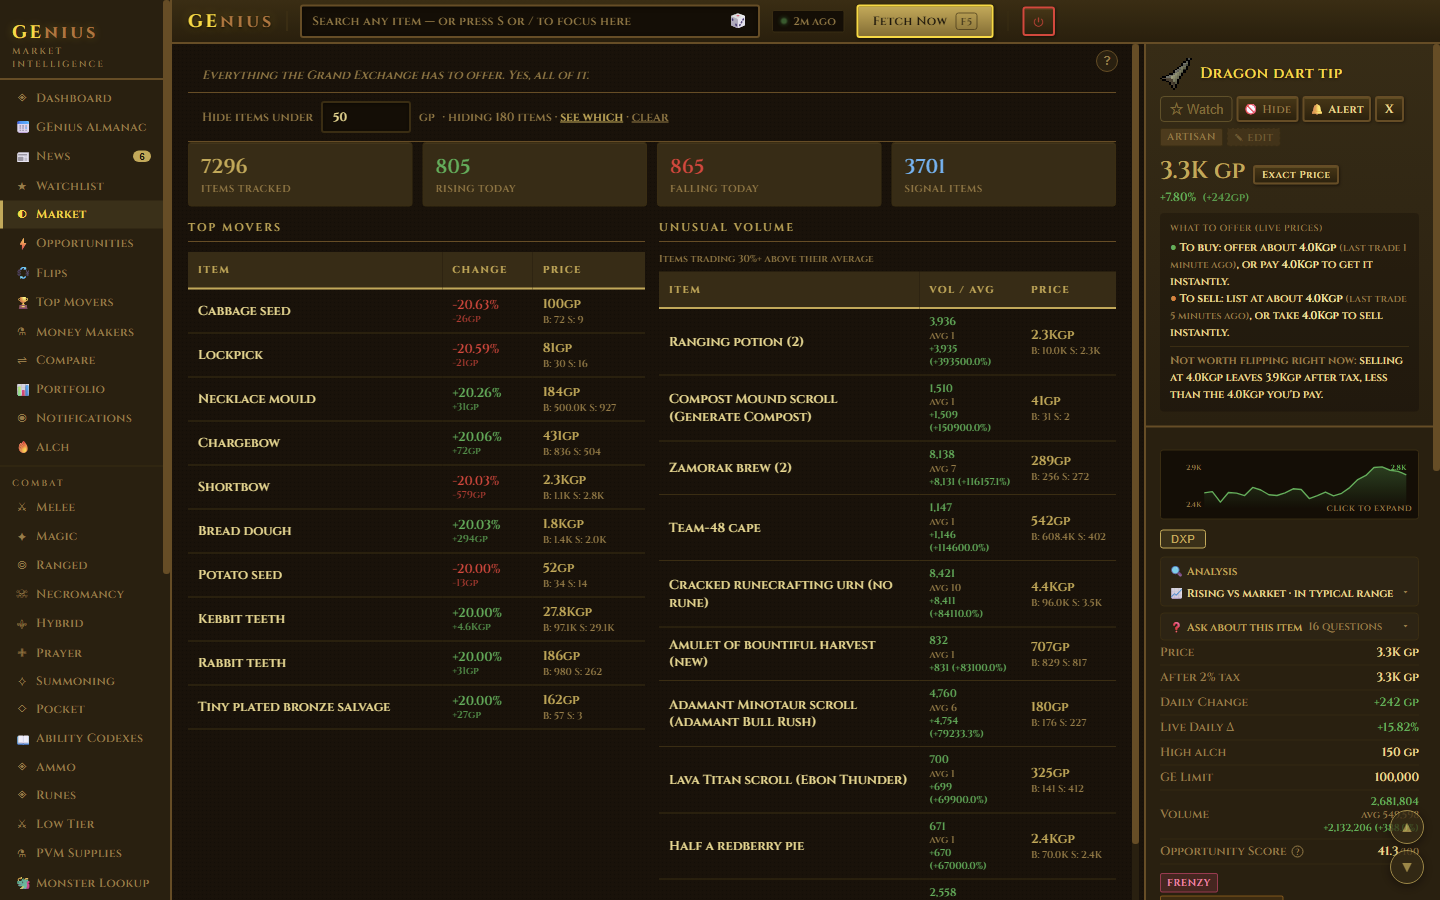 GENIUS
MARKET
INTELLIGENCE
DASHBOARD
GENIUS ALMANAC
NEWS 6
WATCHLIST
MARKET
OPPORTUNITIES
FLIPS
TOP MOVERS
MONEY MAKERS
COMPARE
PORTFOLIO
NOTIFICATIONS
ALCH
COMBAT
MELEE
MAGIC
RANGED
NECROMANCY
HYBRID
PRAYER
SUMMONING
POCKET
ABILITY CODEXES
AMMO
RUNES
LOW TIER
PVM SUPPLIES
MONSTER LOOKUP
GENIUS
SEARCH ANY ITEM — OR PRESS S OR / TO FOCUS HERE
2M AGO
FETCH NOW F5
EVERYTHING THE GRAND EXCHANGE HAS TO OFFER. YES, ALL OF IT.
?
HIDE ITEMS UNDER 50 GP · HIDING 180 ITEMS · SEE WHICH · CLEAR
7296
ITEMS TRACKED
805
RISING TODAY
865
FALLING TODAY
3701
SIGNAL ITEMS
TOP MOVERS
ITEM CHANGE PRICE
CABBAGE SEED -20.63% 100GP
-26GP B: 72 S: 9
LOCKPICK -20.59% 81GP
-21GP B: 30 S: 16
NECKLACE MOULD +20.26% 184GP
+31GP B: 500.0K S: 927
CHARGEBOW +20.06% 431GP
+72GP B: 836 S: 504
SHORTBOW -20.03% 2.3KGP
-579GP B: 1.1K S: 2.8K
BREAD DOUGH +20.03% 1.8KGP
+294GP B: 1.4K S: 2.0K
POTATO SEED -20.00% 52GP
-13GP B: 34 S: 14
KEBBIT TEETH +20.00% 27.8KGP
+4.6KGP B: 97.1K S: 29.1K
RABBIT TEETH +20.00% 186GP
+31GP B: 980 S: 262
TINY PLATED BRONZE SALVAGE +20.00% 162GP
+27GP B: 57 S: 3
UNUSUAL VOLUME
ITEMS TRADING 30%+ ABOVE THEIR AVERAGE
ITEM VOL / AVG PRICE
RANGING POTION (2)
3,936
AVG 1
+3,935
(+393500.0%)
2.3KGP
B: 10.0K S: 2.3K
COMPOST MOUND SCROLL
(GENERATE COMPOST)
1,510
AVG 1
+1,509
(+150900.0%)
41GP
B: 31 S: 2
ZAMORAK BREW (2)
8,138
AVG 7
+8,131 (+116157.1%)
289GP
B: 256 S: 272
TEAM-48 CAPE
1,147
AVG 1
+1,146
(+114600.0%)
542GP
B: 608.4K S: 402
CRACKED RUNECRAFTING URN (NO
RUNE)
8,421
AVG 10
+8,411
(+84110.0%)
4.4KGP
B: 96.0K S: 3.5K
AMULET OF BOUNTIFUL HARVEST
(NEW)
832
AVG 1
+831 (+83100.0%)
707GP
B: 829 S: 817
ADAMANT MINOTAUR SCROLL
(ADAMANT BULL RUSH)
4,760
AVG 6
+4,754
(+79233.3%)
180GP
B: 176 S: 227
LAVA TITAN SCROLL (EBON THUNDER)
700
AVG 1
+699
(+69900.0%)
325GP
B: 141 S: 412
HALF A REDBERRY PIE
671
AVG 1
+670
(+67000.0%)
2.4KGP
B: 70.0K S: 2.4K
2,558
DRAGON DART TIP
☆ Watch HIDE ALERT X
ARTISAN EDIT
3.3K GP EXACT PRICE
+7.80% (+242GP)
WHAT TO OFFER (LIVE PRICES)
TO BUY: OFFER ABOUT 4.0KGP (LAST TRADE 1
MINUTE AGO), OR PAY 4.0KGP TO GET IT
INSTANTLY.
TO SELL: LIST AT ABOUT 4.0KGP (LAST TRADE
5 MINUTES AGO), OR TAKE 4.0KGP TO SELL
INSTANTLY.
NOT WORTH FLIPPING RIGHT NOW: SELLING
AT 4.0KGP LEAVES 3.9KGP AFTER TAX, LESS
THAN THE 4.0KGP YOU'D PAY.
2.9K 2.8K
2.4K CLICK TO EXPAND
DXP
ANALYSIS
RISING VS MARKET · IN TYPICAL RANGE
ASK ABOUT THIS ITEM 16 QUESTIONS
PRICE 3.3K GP
AFTER 2% TAX 3.3K GP
DAILY CHANGE +242 GP
LIVE DAILY Δ +15.82%
HIGH ALCH 150 GP
GE LIMIT 100,000
VOLUME 2,681,804
AVG
+2,132,206
OPPORTUNITY SCORE ? 41.3
FRENZY